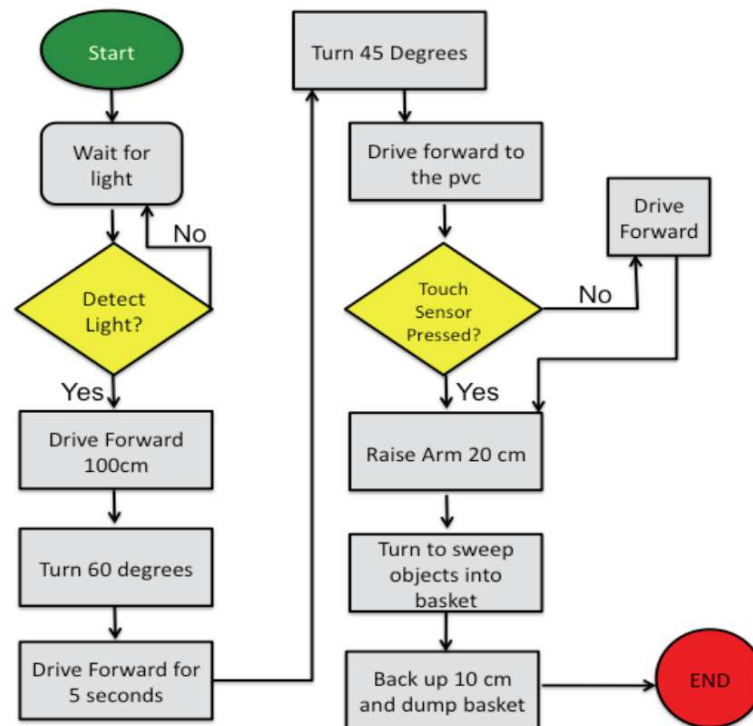 Start
Wait for
light
No
Detect
Light?
Yes
Drive Forward
100cm
Turn 60 degrees
Drive Forward for
5 seconds
Turn 45 Degrees
Drive forward to
the pvc
Touch
Sensor
Pressed?
No
Drive
Forward
Yes
Raise Arm 20 cm
Turn to sweep
objects into
basket
Back up 10 cm
and dump basket
END